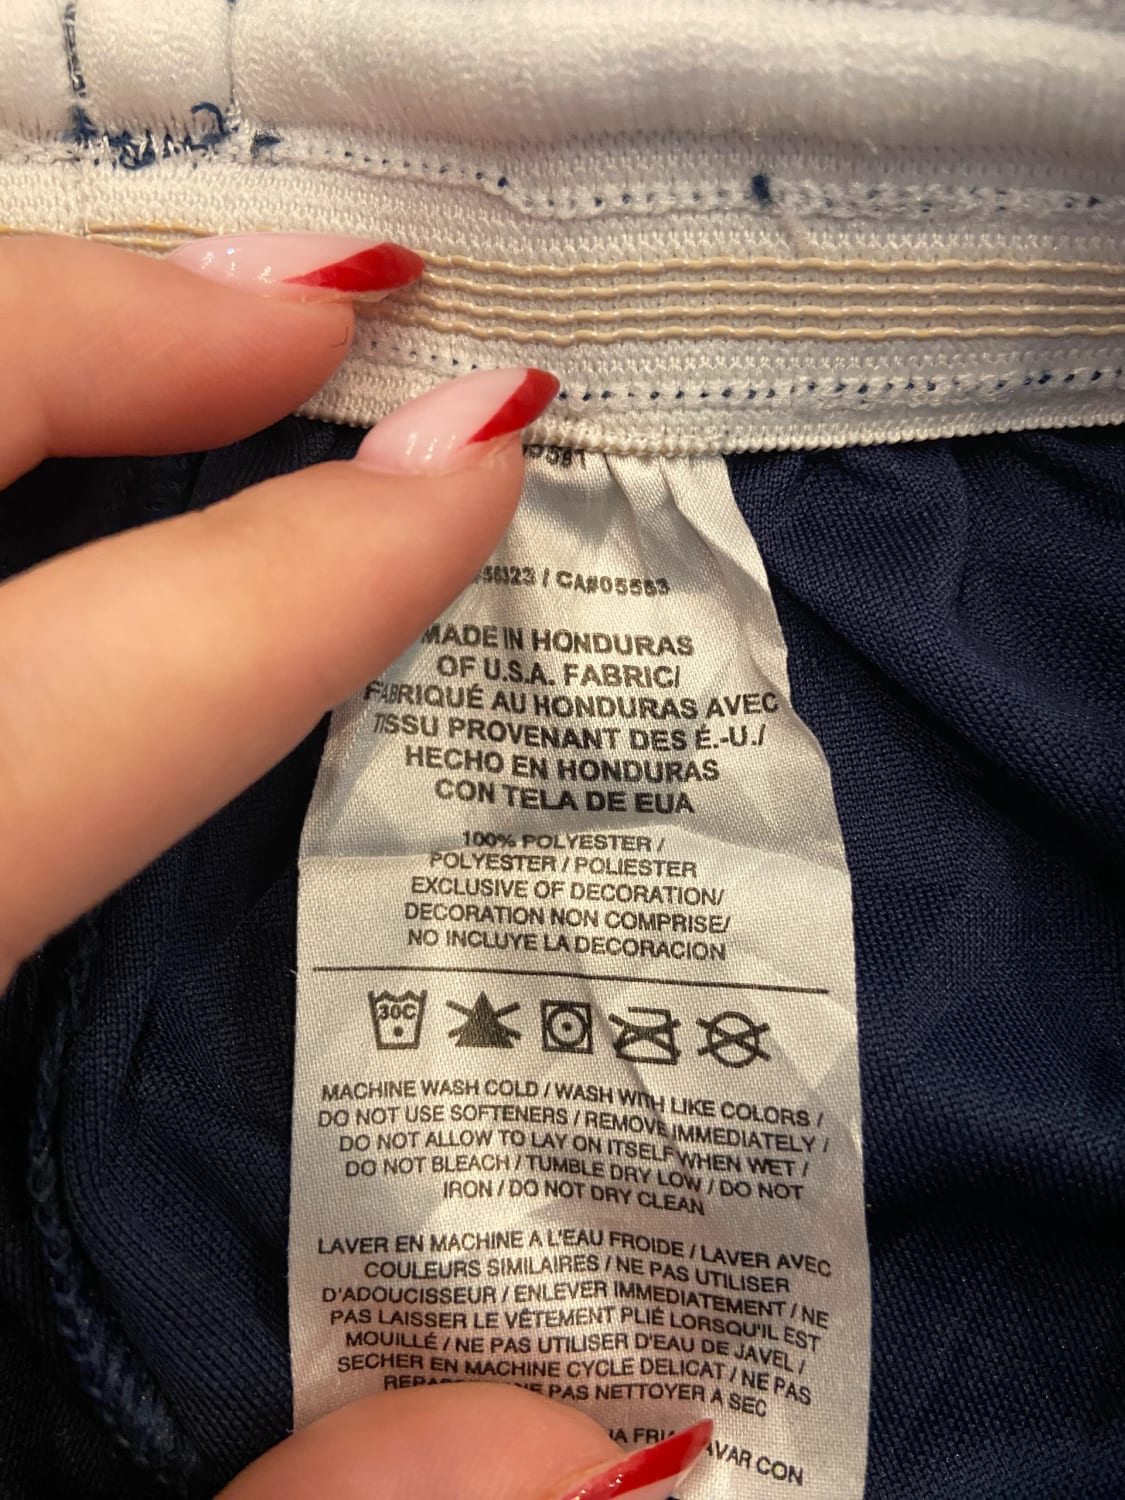 CA#05553
MADE IN HONDURAS
OF U.S.A. FABRIC/
FABRIQUÉ AU HONDURAS AVEC
TISSU PROVENANT DES É.-U./
HECHO EN HONDURAS
CON TELA DE EUA
100% POLYESTER /
POLYESTER / POLIESTER
EXCLUSIVE OF DECORATION/
DECORATION NON COMPRISE/
NO INCLUYE LA DECORACION
30C
MACHINE WASH COLD / WASH WITH LIKE COLORS /
DO NOT USE SOFTENERS / REMOVE IMMEDIATELY /
DO NOT ALLOW TO LAY ON ITSELF WHEN WET /
DO NOT BLEACH / TUMBLE DRY LOW / DO NOT
IRON / DO NOT DRY CLEAN
LAVER EN MACHINE A L'EAU FROIDE / LAVER AVEC
COULEURS SIMILAIRES / NE PAS UTILISER
D'ADOUCISSEUR / ENLEVER IMMEDIATEMENT / NE
PAS LAISSER LE VÊTEMENT PLIÉ LORSQU'IL EST
MOUILLÉ / NE PAS UTILISER D'EAU DE JAVEL /
SECHER EN MACHINE CYCLE DELICAT / NE PAS
PAS NETTOYER A SEC
CON